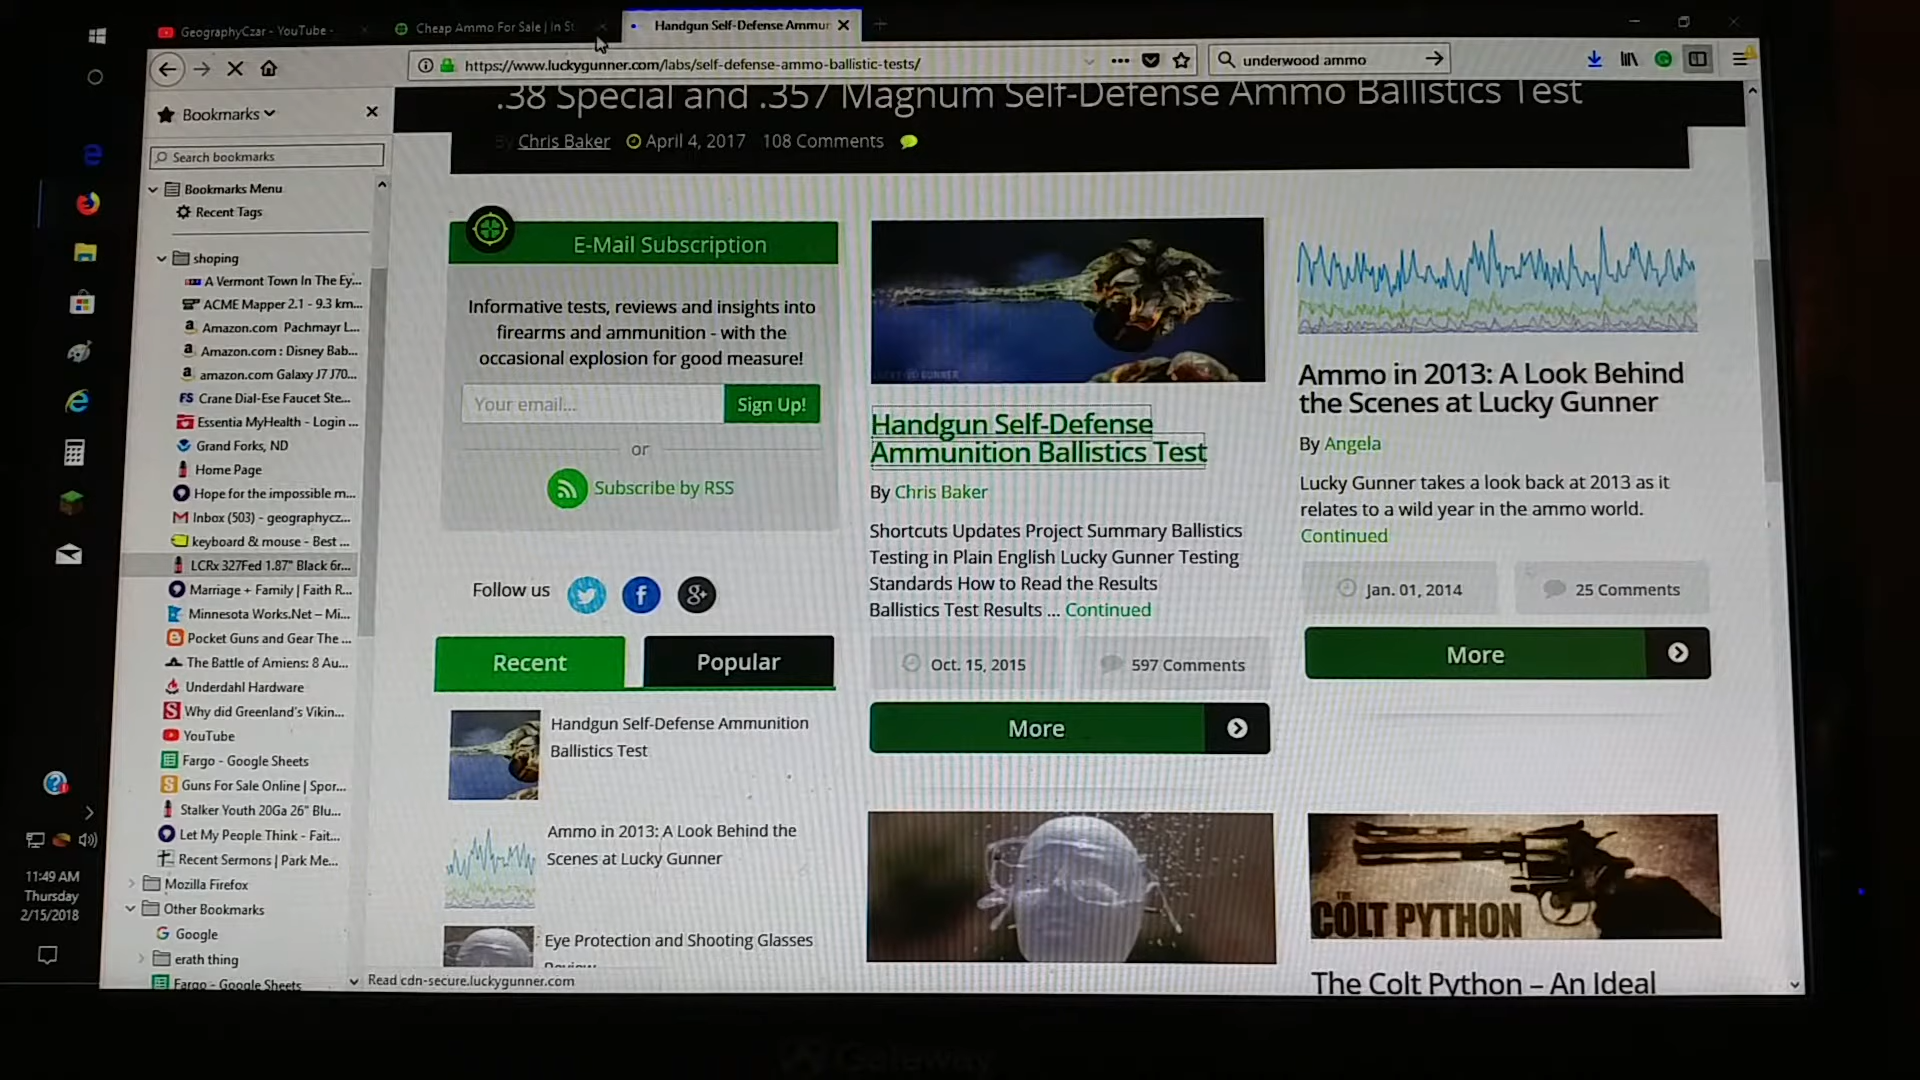 GeographyCzar - YouTube -
Cheap Ammo For Sale | In St
Handgun Self-Defense Ammur
https://www.luckygunner.com/labs/self-defense-ammo-ballistic-tests/
underwood ammo
Bookmarks
Search bookmarks
Bookmarks Menu
Recent Tags
shoping
A Vermont Town In The Ey...
ACME Mapper 2.1 - 9.3 km...
Amazon.com Pachmayr L...
Amazon.com : Disney Bab...
amazon.com Galaxy J7 J70...
FS Crane Dial-Ese Faucet Ste...
Essentia MyHealth - Login ...
Grand Forks, ND
Home Page
Hope for the impossible m...
Inbox (503) - geographycz...
keyboard & mouse - Best ...
LCRx 327Fed 1.87" Black 6r...
Marriage + Family | Faith R...
Minnesota Works.Net – Mi...
Pocket Guns and Gear The ...
The Battle of Amiens: 8 Au...
Underdahl Hardware
Why did Greenland's Vikin...
YouTube
Fargo - Google Sheets
Guns For Sale Online | Spor...
Stalker Youth 20Ga 26" Blu...
Let My People Think - Fait...
Recent Sermons | Park Me...
Mozilla Firefox
Other Bookmarks
Google
erath thing
Fargo - Google Sheets
11:49 AM
Thursday
2/15/2018
.38 Special and .357 Magnum Self-Defense Ammo Ballistics Test
By Chris Baker April 4, 2017 108 Comments
E-Mail Subscription
Informative tests, reviews and insights into
firearms and ammunition - with the
occasional explosion for good measure!
Your email...
Sign Up!
or
Subscribe by RSS
Follow us
Recent
Popular
Handgun Self-Defense Ammunition
Ballistics Test
Ammo in 2013: A Look Behind the
Scenes at Lucky Gunner
Eye Protection and Shooting Glasses
Review
Read cdn-secure.luckygunner.com
Handgun Self-Defense
Ammunition Ballistics Test
By Chris Baker
Shortcuts Updates Project Summary Ballistics
Testing in Plain English Lucky Gunner Testing
Standards How to Read the Results
Ballistics Test Results ... Continued
Oct. 15, 2015
597 Comments
More
Ammo in 2013: A Look Behind
the Scenes at Lucky Gunner
By Angela
Lucky Gunner takes a look back at 2013 as it
relates to a wild year in the ammo world.
Continued
Jan. 01, 2014
25 Comments
More
THE
COLT PYTHON
The Colt Python – An Ideal
Gateway